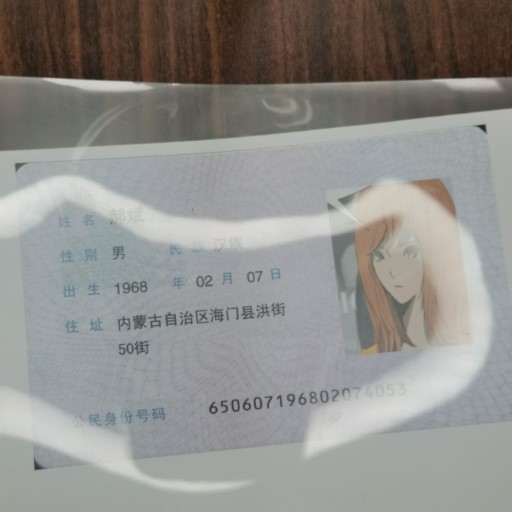 姓名 郝斌
性别 男 民族 汉族
出生 1968 年 02 月 07 日
住址 内蒙古自治区海门县洪街
50街
公民身份号码 650607196802074053